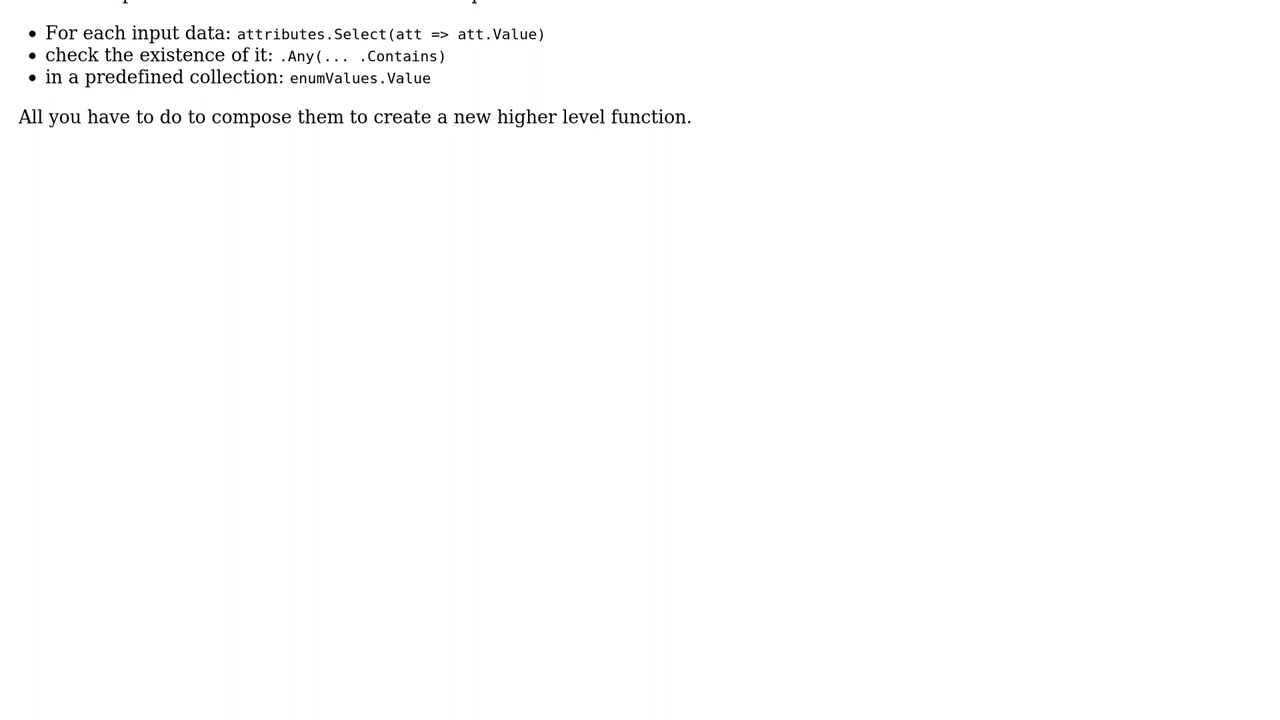 For each input data: attributes.Select(att => att.Value)
check the existence of it: .Any(... .Contains)
in a predefined collection: enumValues.Value
All you have to do to compose them to create a new higher level function.